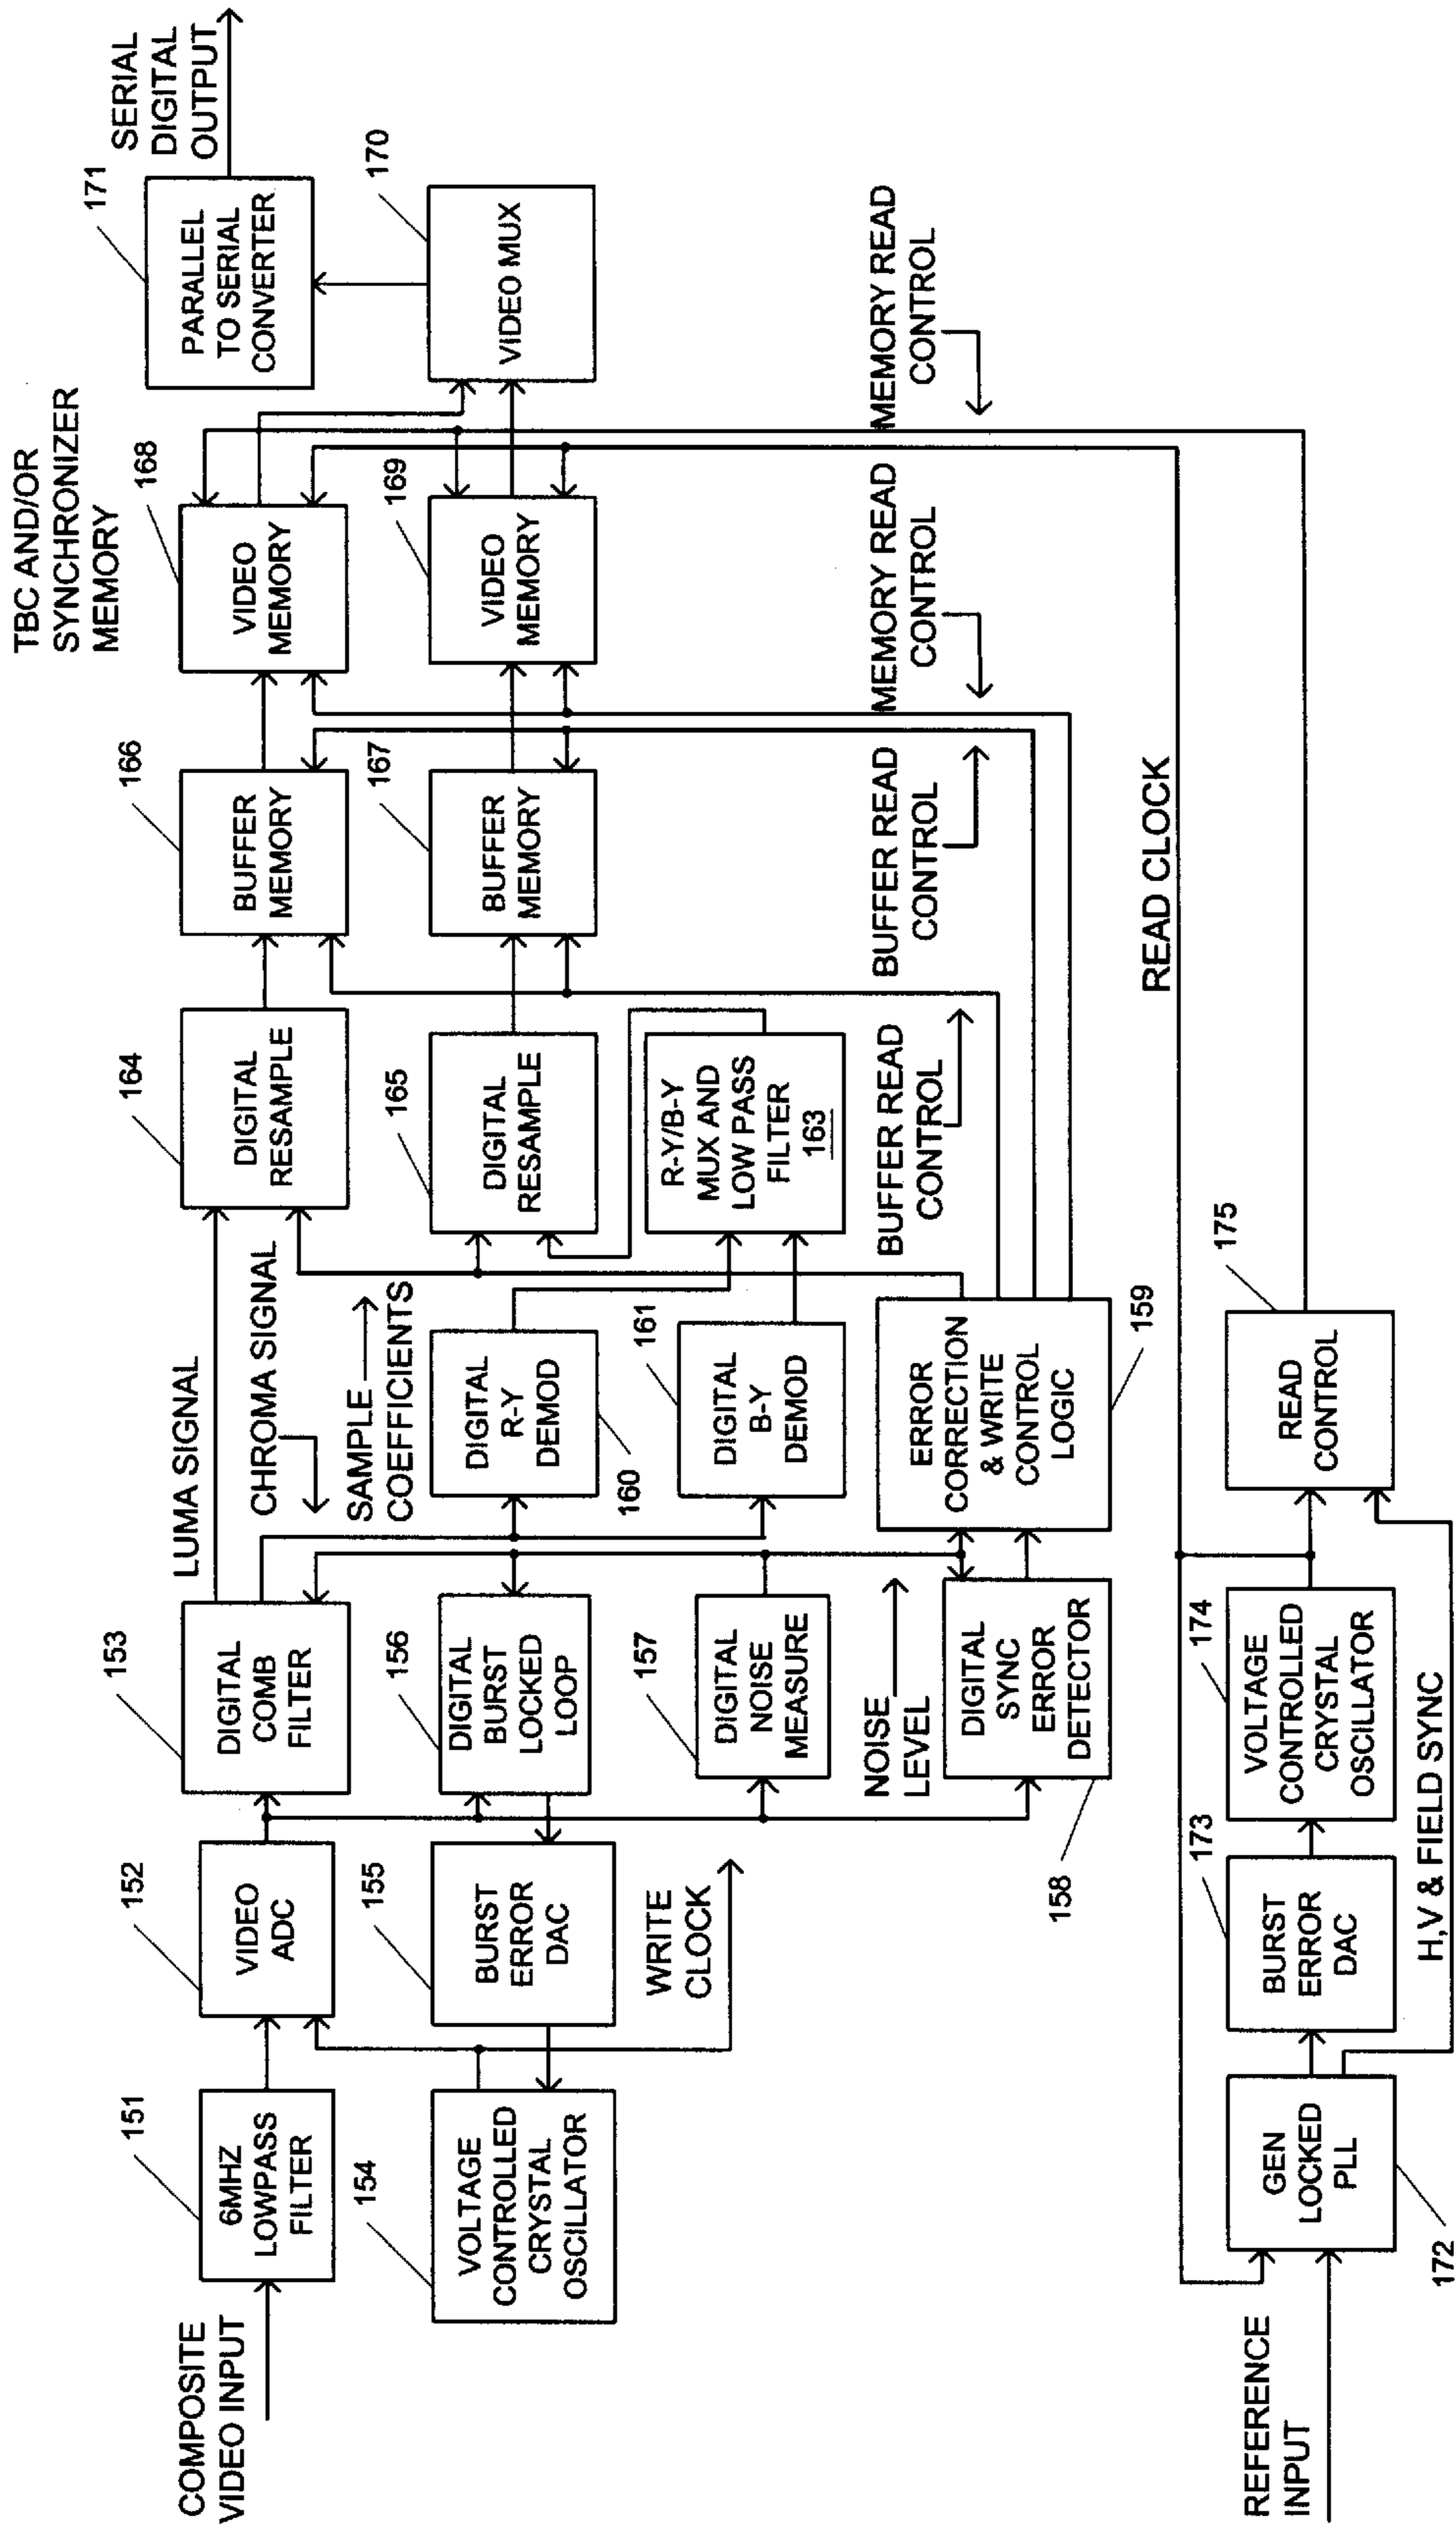 COMPOSITE
VIDEO INPUT
151
6MHZ
LOWPASS
FILTER
152
VIDEO
ADC
153
DIGITAL
COMB
FILTER
LUMA SIGNAL
CHROMA SIGNAL
SAMPLE
COEFFICIENTS
164
DIGITAL
RESAMPLE
166
BUFFER
MEMORY
TBC AND/OR
SYNCHRONIZER
MEMORY
168
VIDEO
MEMORY
171
PARALLEL
TO SERIAL
CONVERTER
SERIAL
DIGITAL
OUTPUT
154
VOLTAGE
CONTROLLED
CRYSTAL
OSCILLATOR
155
BURST
ERROR
DAC
156
DIGITAL
BURST
LOCKED
LOOP
DIGITAL
R-Y
DEMOD
160
165
DIGITAL
RESAMPLE
167
BUFFER
MEMORY
169
VIDEO
MEMORY
170
VIDEO MUX
WRITE
CLOCK
157
DIGITAL
NOISE
MEASURE
161
DIGITAL
B-Y
DEMOD
R-Y/B-Y
MUX AND
LOW PASS
FILTER
163
NOISE
LEVEL
DIGITAL
SYNC
ERROR
DETECTOR
158
ERROR
CORRECTION
& WRITE
CONTROL
LOGIC
159
BUFFER READ
CONTROL
BUFFER READ
CONTROL
MEMORY READ
CONTROL
MEMORY READ
CONTROL
READ CLOCK
REFERENCE
INPUT
GEN
LOCKED
PLL
172
173
BURST
ERROR
DAC
174
VOLTAGE
CONTROLLED
CRYSTAL
OSCILLATOR
175
READ
CONTROL
H,V & FIELD SYNC